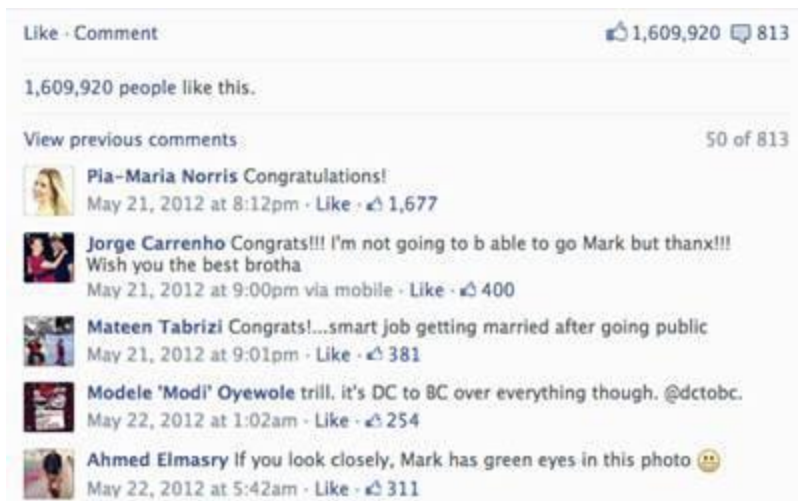 Like · Comment 1,609,920 813
1,609,920 people like this.
View previous comments 50 of 813
Pia-Maria Norris Congratulations!
May 21, 2012 at 8:12pm · Like · 1,677
Jorge Carrenho Congrats!!! I'm not going to b able to go Mark but thanx!!!
Wish you the best brotha
May 21, 2012 at 9:00pm via mobile · Like · 400
Mateen Tabrizi Congrats!...smart job getting married after going public
May 21, 2012 at 9:01pm · Like · 381
Modele 'Modi' Oyewole trill. it's DC to BC over everything though. @dctobc.
May 22, 2012 at 1:02am · Like · 254
Ahmed Elmasry If you look closely, Mark has green eyes in this photo
May 22, 2012 at 5:42am · Like · 311